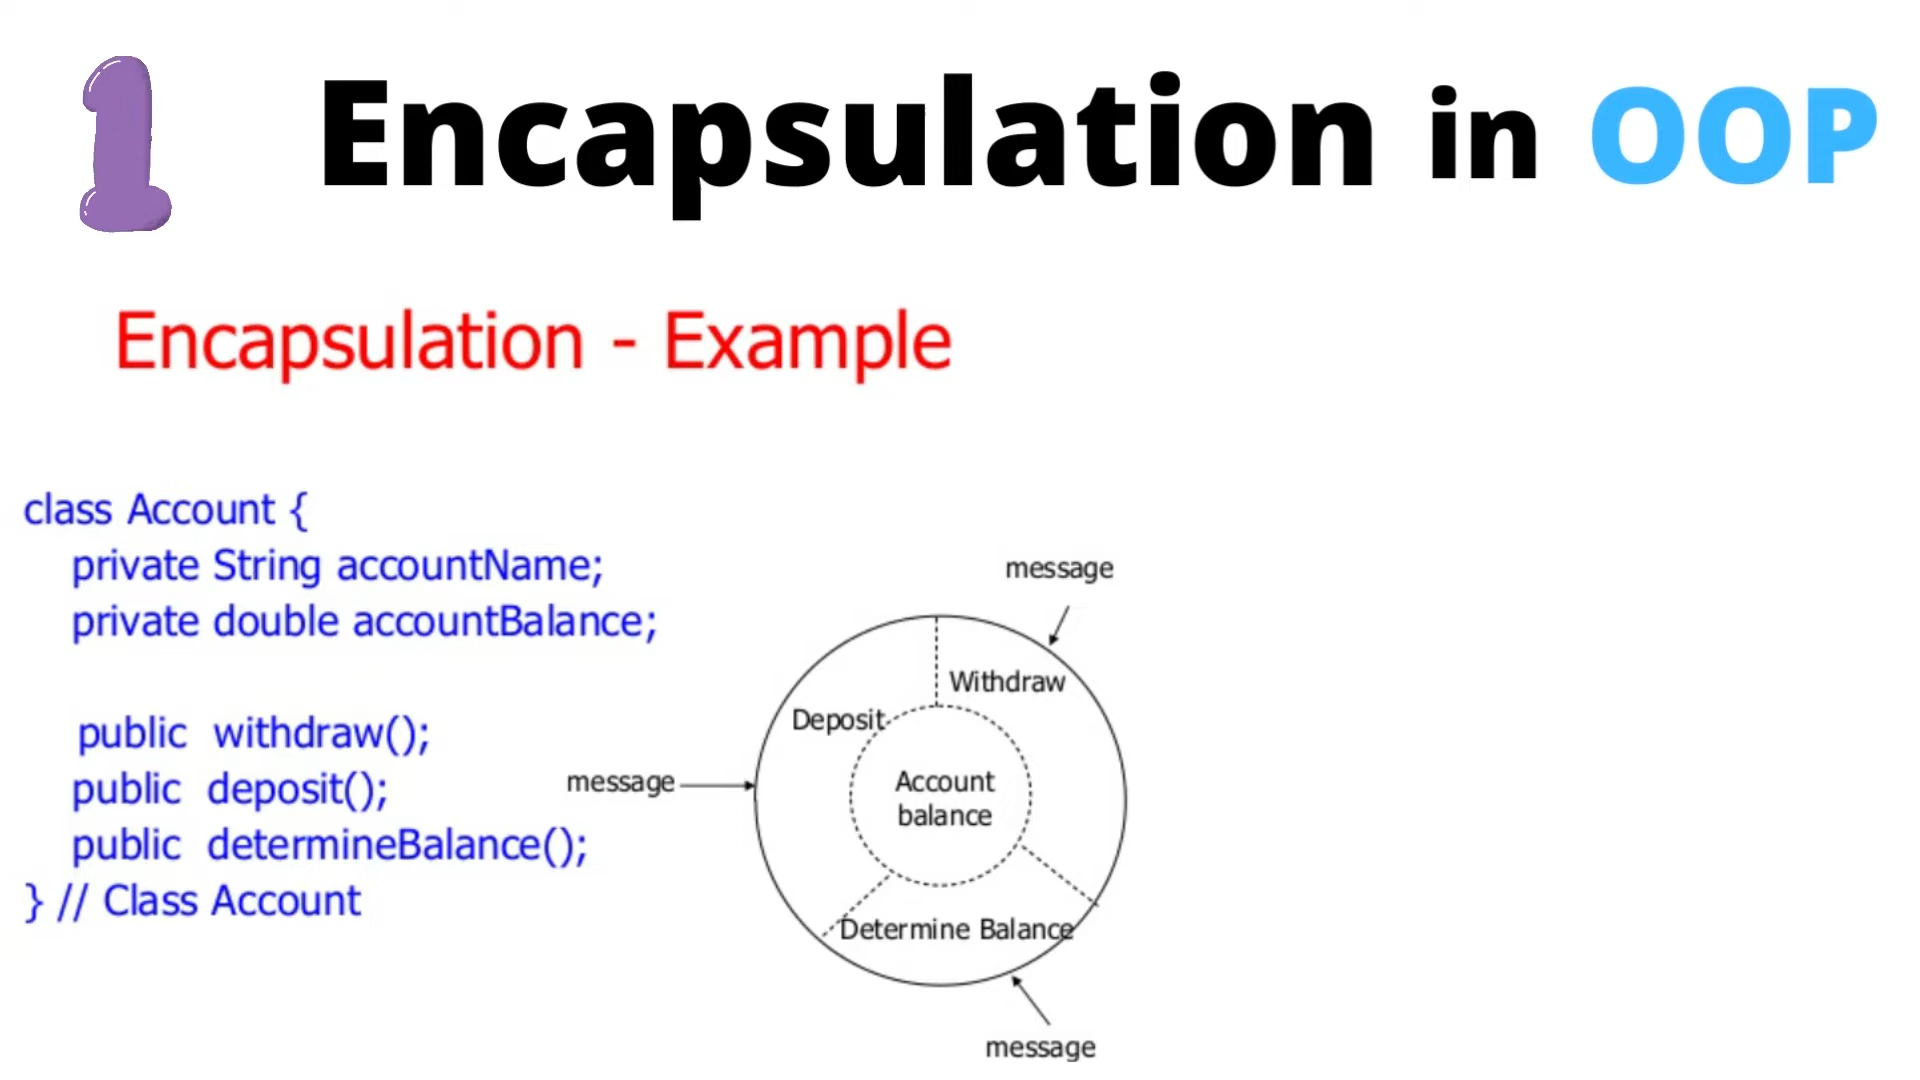 1 Encapsulation in OOP
Encapsulation - Example
class Account {
private String accountName;
private double accountBalance;
public withdraw();
public deposit();
public determineBalance();
} // Class Account
message
Withdraw
Deposit
message
Account
balance
Determine Balance
message